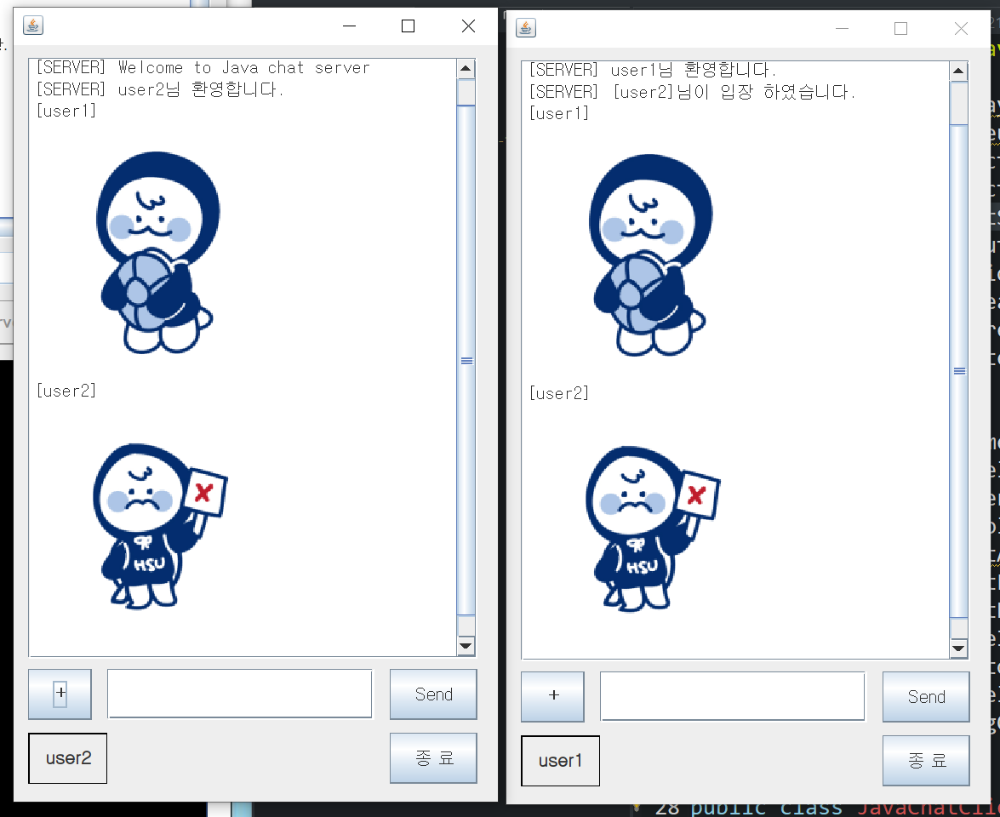 [SERVER] Welcome to Java chat server
[SERVER] user2님 환영합니다.
[user1]
[user2]
X
HSU
+
Send
user2
종 료
[SERVER] user1님 환영합니다.
[SERVER] [user2]님이 입장 하였습니다.
[user1]
[user2]
X
HSU
+
Send
user1
종 료
28 public class JavaChatClie